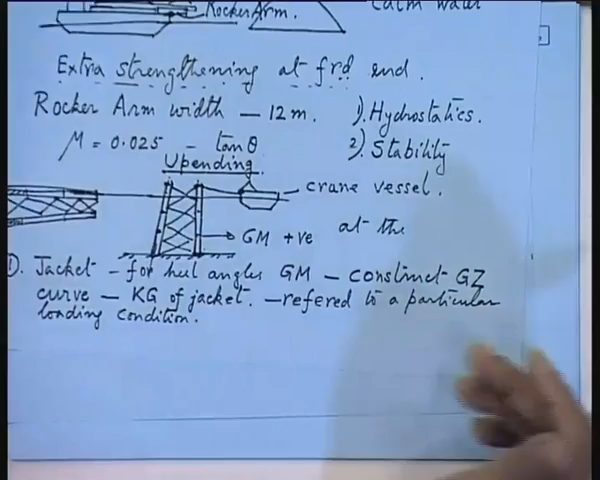 Rocker Arm.
Calm water
Extra strengthening at frd end.
Rocker Arm width — 12 m.
1) Hydrostatics.
μ = 0.025 - tan θ
2). Stability
Upending.
crane vessel.
GM +ve
at the
①. Jacket - for heel angles GM - construct GZ
curve - KG of jacket. - refered to a particular
loading condition.